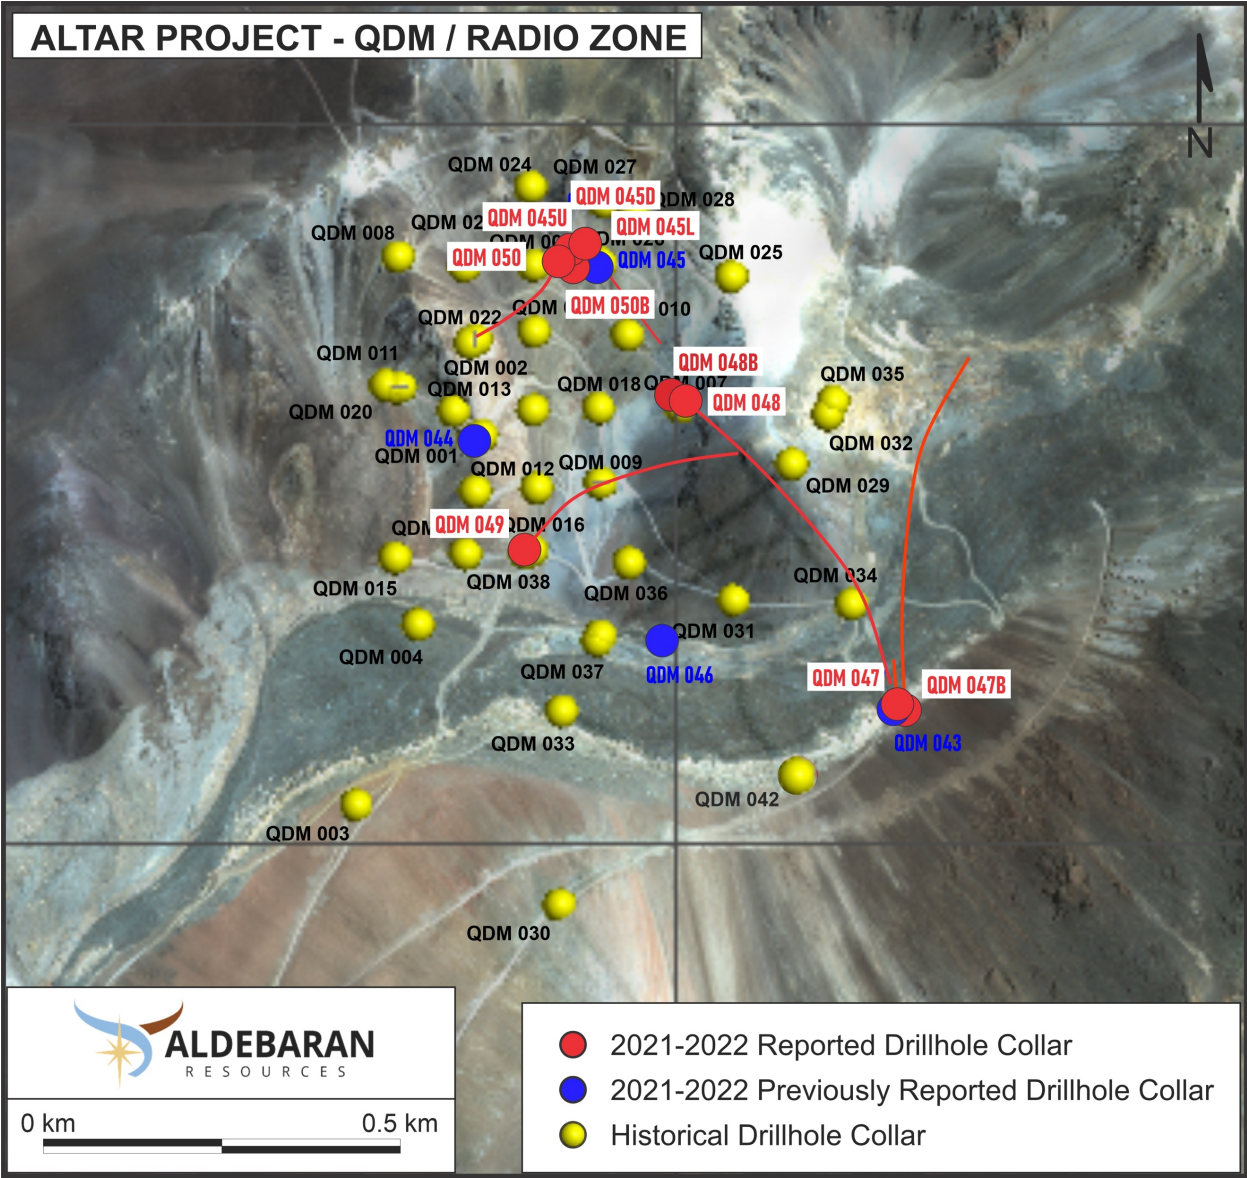 ALTAR PROJECT - QDM / RADIO ZONE
N
QDM 024
QDM 027
QDM 045D
QDM 028
QDM 045U
QDM 045L
QDM 008
QDM 050
QDM 045
QDM 025
QDM 050B
010
QDM 022
QDM 011
QDM 002
QDM 048B
QDM 013
QDM 018
QDM 007
QDM 035
QDM 020
QDM 048
QDM 044
QDM 032
QDM 001
QDM 012
QDM 009
QDM 029
QDM
QDM 049
QDM 016
QDM 015
QDM 038
QDM 036
QDM 034
QDM 004
QDM 031
QDM 037
QDM 046
QDM 047
QDM 047B
QDM 033
QDM 043
QDM 042
QDM 003
QDM 030
ALDEBARAN
RESOURCES
0 km 0.5 km
2021-2022 Reported Drillhole Collar
2021-2022 Previously Reported Drillhole Collar
Historical Drillhole Collar